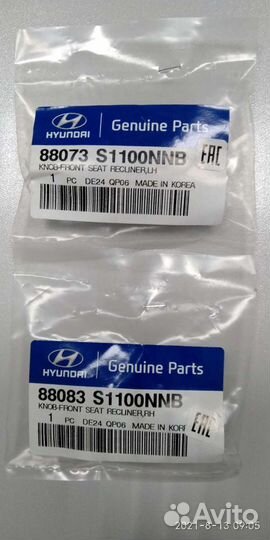 HYUNDAI
Genuine Parts
88073 S1100NNB
EAC
KNOB-FRONT SEAT RECLINER,LH
1 PC DE24 QP06 MADE IN KOREA
HYUNDAI
Genuine Parts
88083 S1100NNB
KNOB-FRONT SEAT RECLINER,RH
EAC
1 PC DE24 QP06 MADE IN KOR
Avito
2021-8-13 09:05